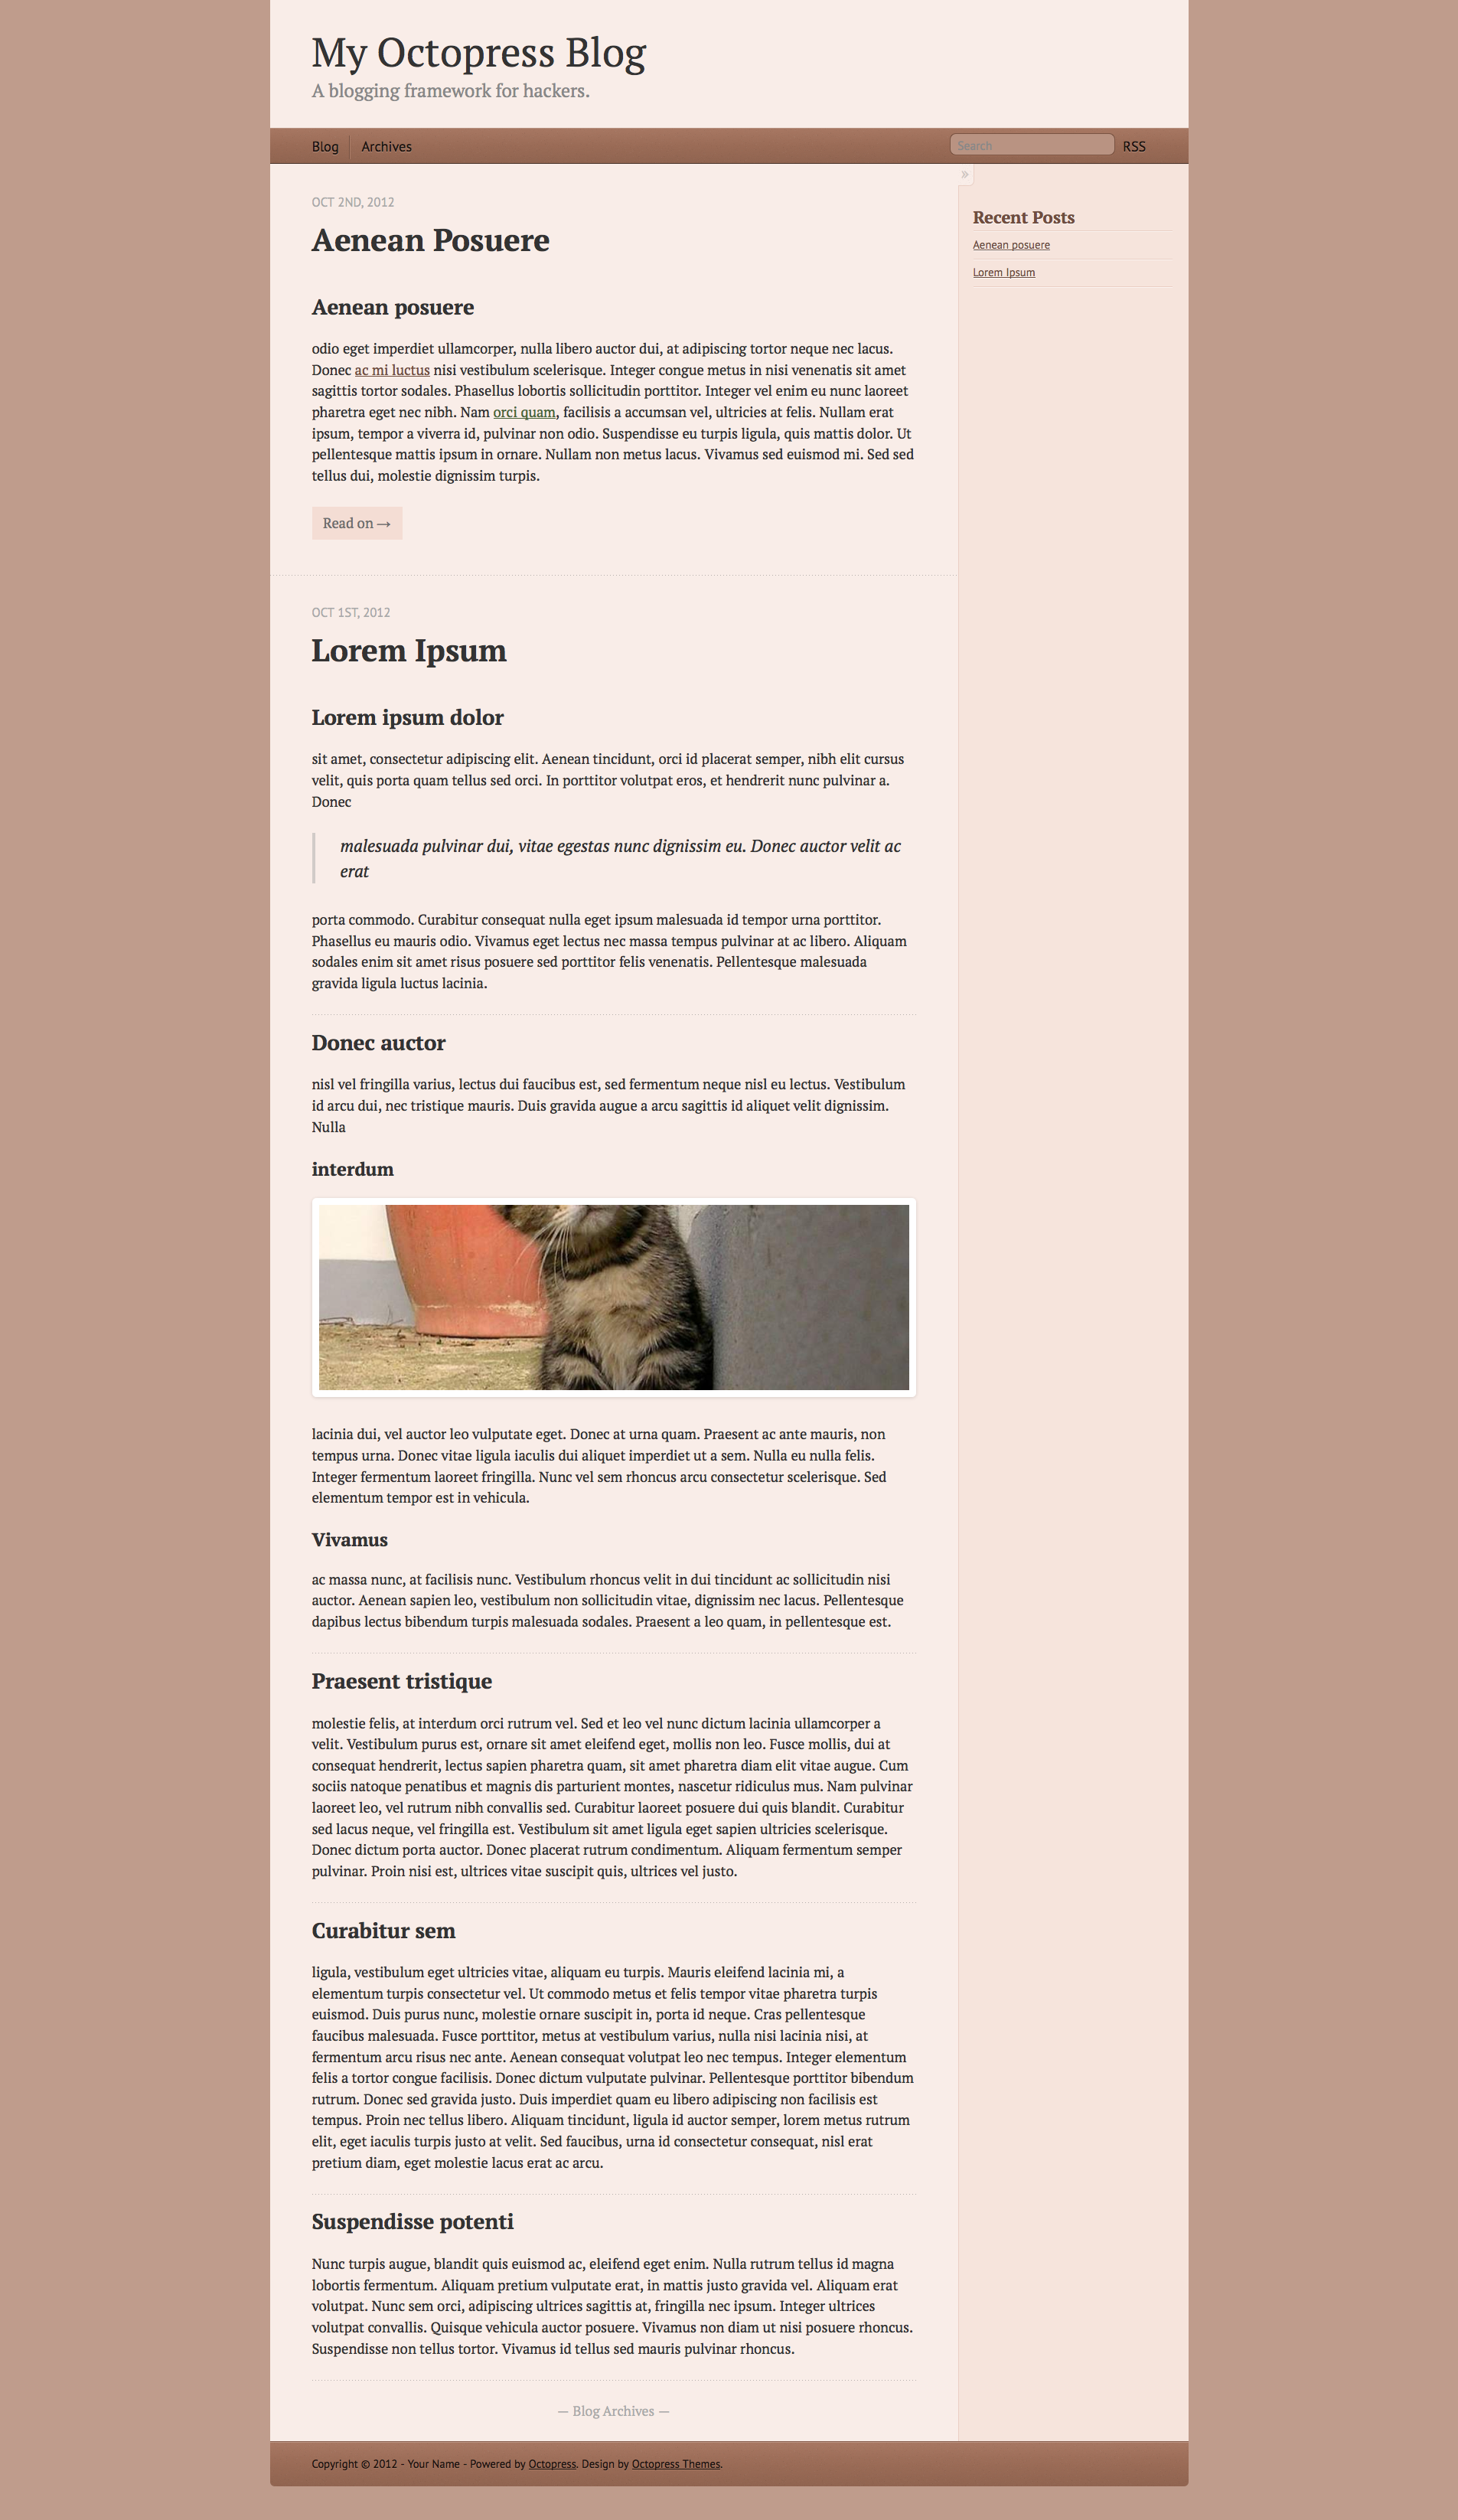 My Octopress Blog
A blogging framework for hackers.
Blog
Archives
Search
RSS
»
OCT 2ND, 2012
Aenean Posuere
Aenean posuere
odio eget imperdiet ullamcorper, nulla libero auctor dui, at adipiscing tortor neque nec lacus.
Donec ac mi luctus nisi vestibulum scelerisque. Integer congue metus in nisi venenatis sit amet
sagittis tortor sodales. Phasellus lobortis sollicitudin porttitor. Integer vel enim eu nunc laoreet
pharetra eget nec nibh. Nam orci quam, facilisis a accumsan vel, ultricies at felis. Nullam erat
ipsum, tempor a viverra id, pulvinar non odio. Suspendisse eu turpis ligula, quis mattis dolor. Ut
pellentesque mattis ipsum in ornare. Nullam non metus lacus. Vivamus sed euismod mi. Sed sed
tellus dui, molestie dignissim turpis.
Read on →
OCT 1ST, 2012
Lorem Ipsum
Lorem ipsum dolor
sit amet, consectetur adipiscing elit. Aenean tincidunt, orci id placerat semper, nibh elit cursus
velit, quis porta quam tellus sed orci. In porttitor volutpat eros, et hendrerit nunc pulvinar a.
Donec
malesuada pulvinar dui, vitae egestas nunc dignissim eu. Donec auctor velit ac
erat
porta commodo. Curabitur consequat nulla eget ipsum malesuada id tempor urna porttitor.
Phasellus eu mauris odio. Vivamus eget lectus nec massa tempus pulvinar at ac libero. Aliquam
sodales enim sit amet risus posuere sed porttitor felis venenatis. Pellentesque malesuada
gravida ligula luctus lacinia.
Donec auctor
nisl vel fringilla varius, lectus dui faucibus est, sed fermentum neque nisl eu lectus. Vestibulum
id arcu dui, nec tristique mauris. Duis gravida augue a arcu sagittis id aliquet velit dignissim.
Nulla
interdum
lacinia dui, vel auctor leo vulputate eget. Donec at urna quam. Praesent ac ante mauris, non
tempus urna. Donec vitae ligula iaculis dui aliquet imperdiet ut a sem. Nulla eu nulla felis.
Integer fermentum laoreet fringilla. Nunc vel sem rhoncus arcu consectetur scelerisque. Sed
elementum tempor est in vehicula.
Vivamus
ac massa nunc, at facilisis nunc. Vestibulum rhoncus velit in dui tincidunt ac sollicitudin nisi
auctor. Aenean sapien leo, vestibulum non sollicitudin vitae, dignissim nec lacus. Pellentesque
dapibus lectus bibendum turpis malesuada sodales. Praesent a leo quam, in pellentesque est.
Praesent tristique
molestie felis, at interdum orci rutrum vel. Sed et leo vel nunc dictum lacinia ullamcorper a
velit. Vestibulum purus est, ornare sit amet eleifend eget, mollis non leo. Fusce mollis, dui at
consequat hendrerit, lectus sapien pharetra quam, sit amet pharetra diam elit vitae augue. Cum
sociis natoque penatibus et magnis dis parturient montes, nascetur ridiculus mus. Nam pulvinar
laoreet leo, vel rutrum nibh convallis sed. Curabitur laoreet posuere dui quis blandit. Curabitur
sed lacus neque, vel fringilla est. Vestibulum sit amet ligula eget sapien ultricies scelerisque.
Donec dictum porta auctor. Donec placerat rutrum condimentum. Aliquam fermentum semper
pulvinar. Proin nisi est, ultrices vitae suscipit quis, ultrices vel justo.
Curabitur sem
ligula, vestibulum eget ultricies vitae, aliquam eu turpis. Mauris eleifend lacinia mi, a
elementum turpis consectetur vel. Ut commodo metus et felis tempor vitae pharetra turpis
euismod. Duis purus nunc, molestie ornare suscipit in, porta id neque. Cras pellentesque
faucibus malesuada. Fusce porttitor, metus at vestibulum varius, nulla nisi lacinia nisi, at
fermentum arcu risus nec ante. Aenean consequat volutpat leo nec tempus. Integer elementum
felis a tortor congue facilisis. Donec dictum vulputate pulvinar. Pellentesque porttitor bibendum
rutrum. Donec sed gravida justo. Duis imperdiet quam eu libero adipiscing non facilisis est
tempus. Proin nec tellus libero. Aliquam tincidunt, ligula id auctor semper, lorem metus rutrum
elit, eget iaculis turpis justo at velit. Sed faucibus, urna id consectetur consequat, nisl erat
pretium diam, eget molestie lacus erat ac arcu.
Suspendisse potenti
Nunc turpis augue, blandit quis euismod ac, eleifend eget enim. Nulla rutrum tellus id magna
lobortis fermentum. Aliquam pretium vulputate erat, in mattis justo gravida vel. Aliquam erat
volutpat. Nunc sem orci, adipiscing ultrices sagittis at, fringilla nec ipsum. Integer ultrices
volutpat convallis. Quisque vehicula auctor posuere. Vivamus non diam ut nisi posuere rhoncus.
Suspendisse non tellus tortor. Vivamus id tellus sed mauris pulvinar rhoncus.
— Blog Archives —
Recent Posts
Aenean posuere
Lorem Ipsum
Copyright © 2012 - Your Name - Powered by Octopress. Design by Octopress Themes.